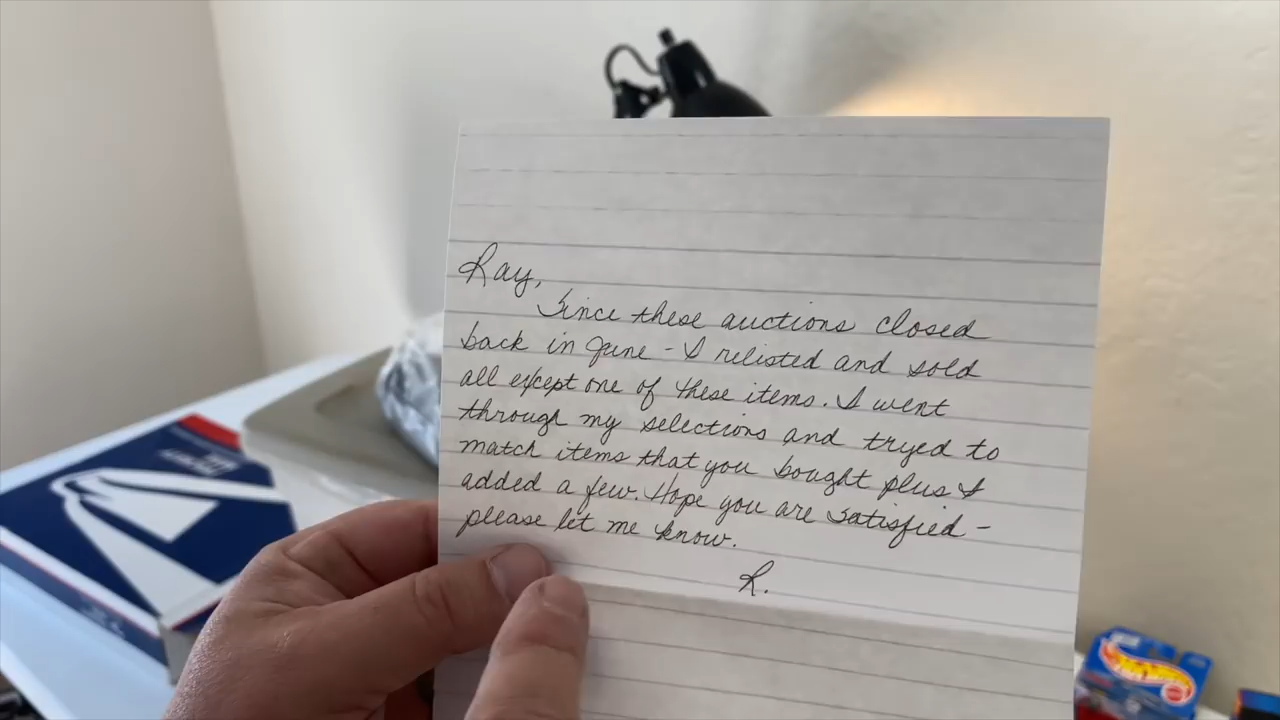 Ray,
Since these auctions closed
back in June - I relisted and sold
all except one of these items. I went
through my selections and tryed to
match items that you bought plus I
added a few. Hope you are satisfied -
please let me know.
R.
Hot Wheels